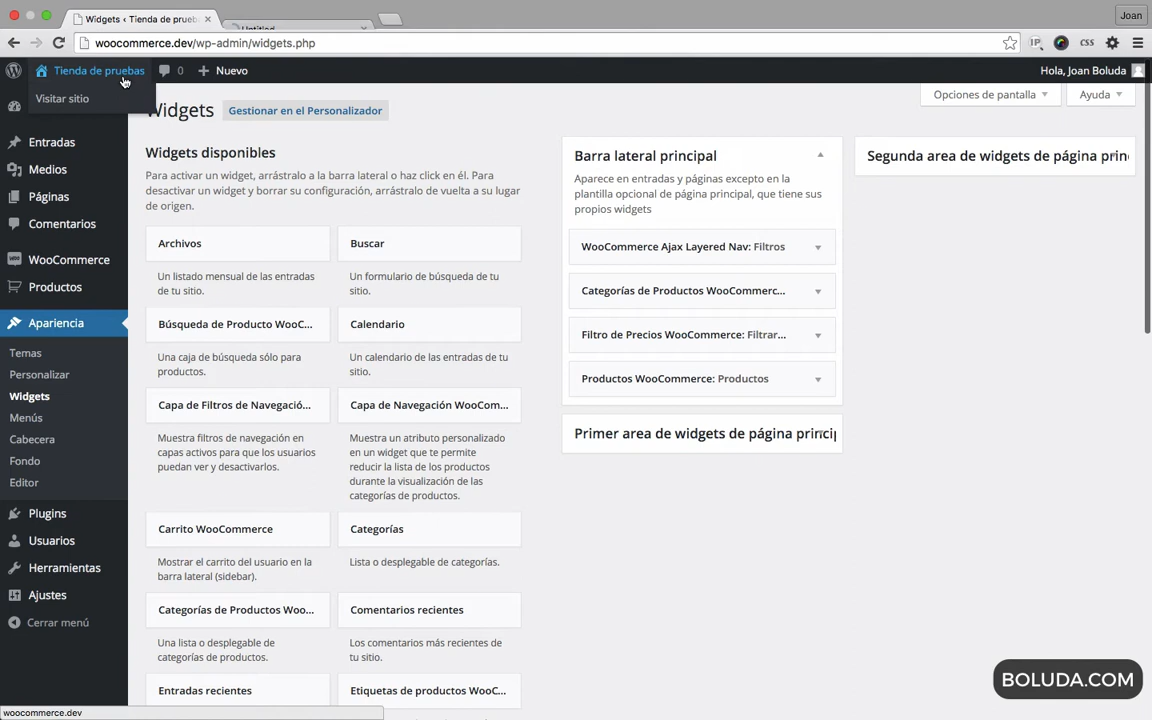 Widgets ‹ Tienda de prueb
Untitled
Joan
woocommerce.dev/wp-admin/widgets.php
IP
CSS
Tienda de pruebas
0
Nuevo
Hola, Joan Boluda
Visitar sitio
Widgets
Gestionar en el Personalizador
Opciones de pantalla
Ayuda
Entradas
Medios
Páginas
Comentarios
WooCommerce
Productos
Apariencia
Temas
Personalizar
Widgets
Menús
Cabecera
Fondo
Editor
Plugins
Usuarios
Herramientas
Ajustes
Cerrar menú
Widgets disponibles
Para activar un widget, arrástralo a la barra lateral o haz click en él. Para
desactivar un widget y borrar su configuración, arrástralo de vuelta a su lugar
de origen.
Archivos
Un listado mensual de las entradas
de tu sitio.
Buscar
Un formulario de búsqueda de tu
sitio.
Búsqueda de Producto WooC...
Una caja de búsqueda sólo para
productos.
Calendario
Un calendario de las entradas de tu
sitio.
Capa de Filtros de Navegació...
Muestra filtros de navegación en
capas activos para que los usuarios
puedan ver y desactivarlos.
Capa de Navegación WooCom...
Muestra un atributo personalizado
en un widget que te permite
reducir la lista de los productos
durante la visualización de las
categorías de productos.
Carrito WooCommerce
Mostrar el carrito del usuario en la
barra lateral (sidebar).
Categorías
Lista o desplegable de categorías.
Categorías de Productos Woo...
Una lista o desplegable de
categorías de productos.
Comentarios recientes
Los comentarios más recientes de
tu sitio.
Entradas recientes
Etiquetas de productos WooC...
Barra lateral principal
Aparece en entradas y páginas excepto en la
plantilla opcional de página principal, que tiene sus
propios widgets
WooCommerce Ajax Layered Nav: Filtros
Categorías de Productos WooCommerc...
Filtro de Precios WooCommerce: Filtrar...
Productos WooCommerce: Productos
Primer area de widgets de página princip
Segunda area de widgets de página prin
BOLUDA.COM
woocommerce.dev